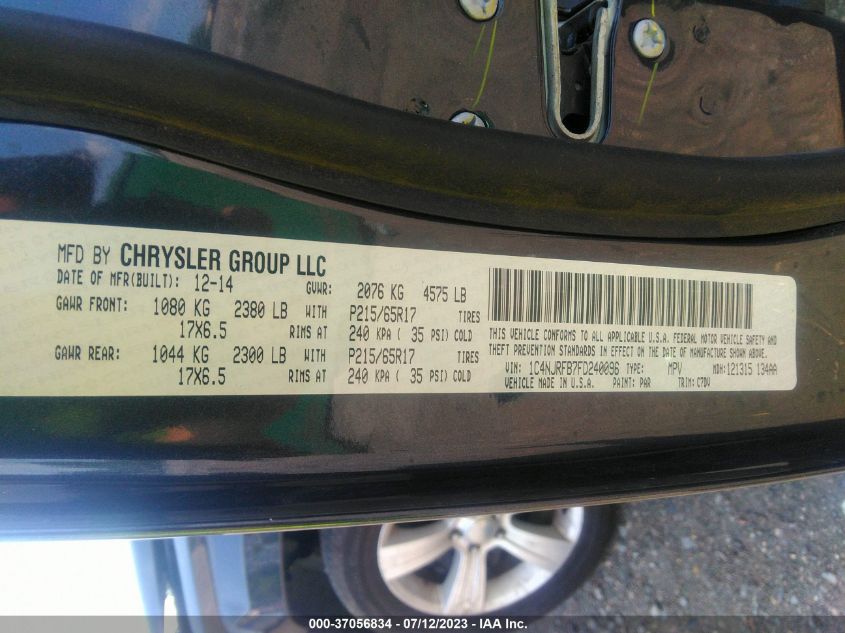 MFD BY CHRYSLER GROUP LLC
DATE OF MFR(BUILT): 12-14 GVWR: 2076 KG 4575 LB
GAWR FRONT: 1080 KG 2380 LB WITH P215/65R17 TIRES
17X6.5 RIMS AT 240 KPA ( 35 PSI) COLD
GAWR REAR: 1044 KG 2300 LB WITH P215/65R17 TIRES
17X6.5 RIMS AT 240 KPA ( 35 PSI) COLD
THIS VEHICLE CONFORMS TO ALL APPLICABLE U.S.A. FEDERAL MOTOR VEHICLE SAFETY AND
THEFT PREVENTION STANDARDS IN EFFECT ON THE DATE OF MANUFACTURE SHOWN ABOVE.
VIN: 1C4NJRFB7FD240096 TYPE: MPV MDH:121315 134AA
VEHICLE MADE IN U.S.A. PAINT: PAR TRIM: C7DV
000-37056834 - 07/12/2023 - IAA Inc.